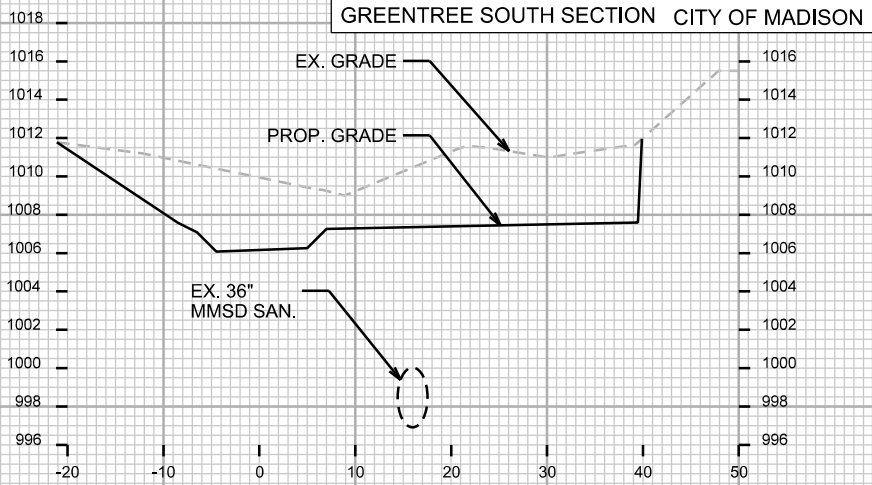 GREENTREE SOUTH SECTION CITY OF MADISON
1018
1016 1016
EX. GRADE
1014 1014
PROP. GRADE
1012 1012
1010 1010
1008 1008
1006 1006
1004 1004
EX. 36"
MMSD SAN.
1002 1002
1000 1000
998 998
996 996
-20 -10 0 10 20 30 40 50